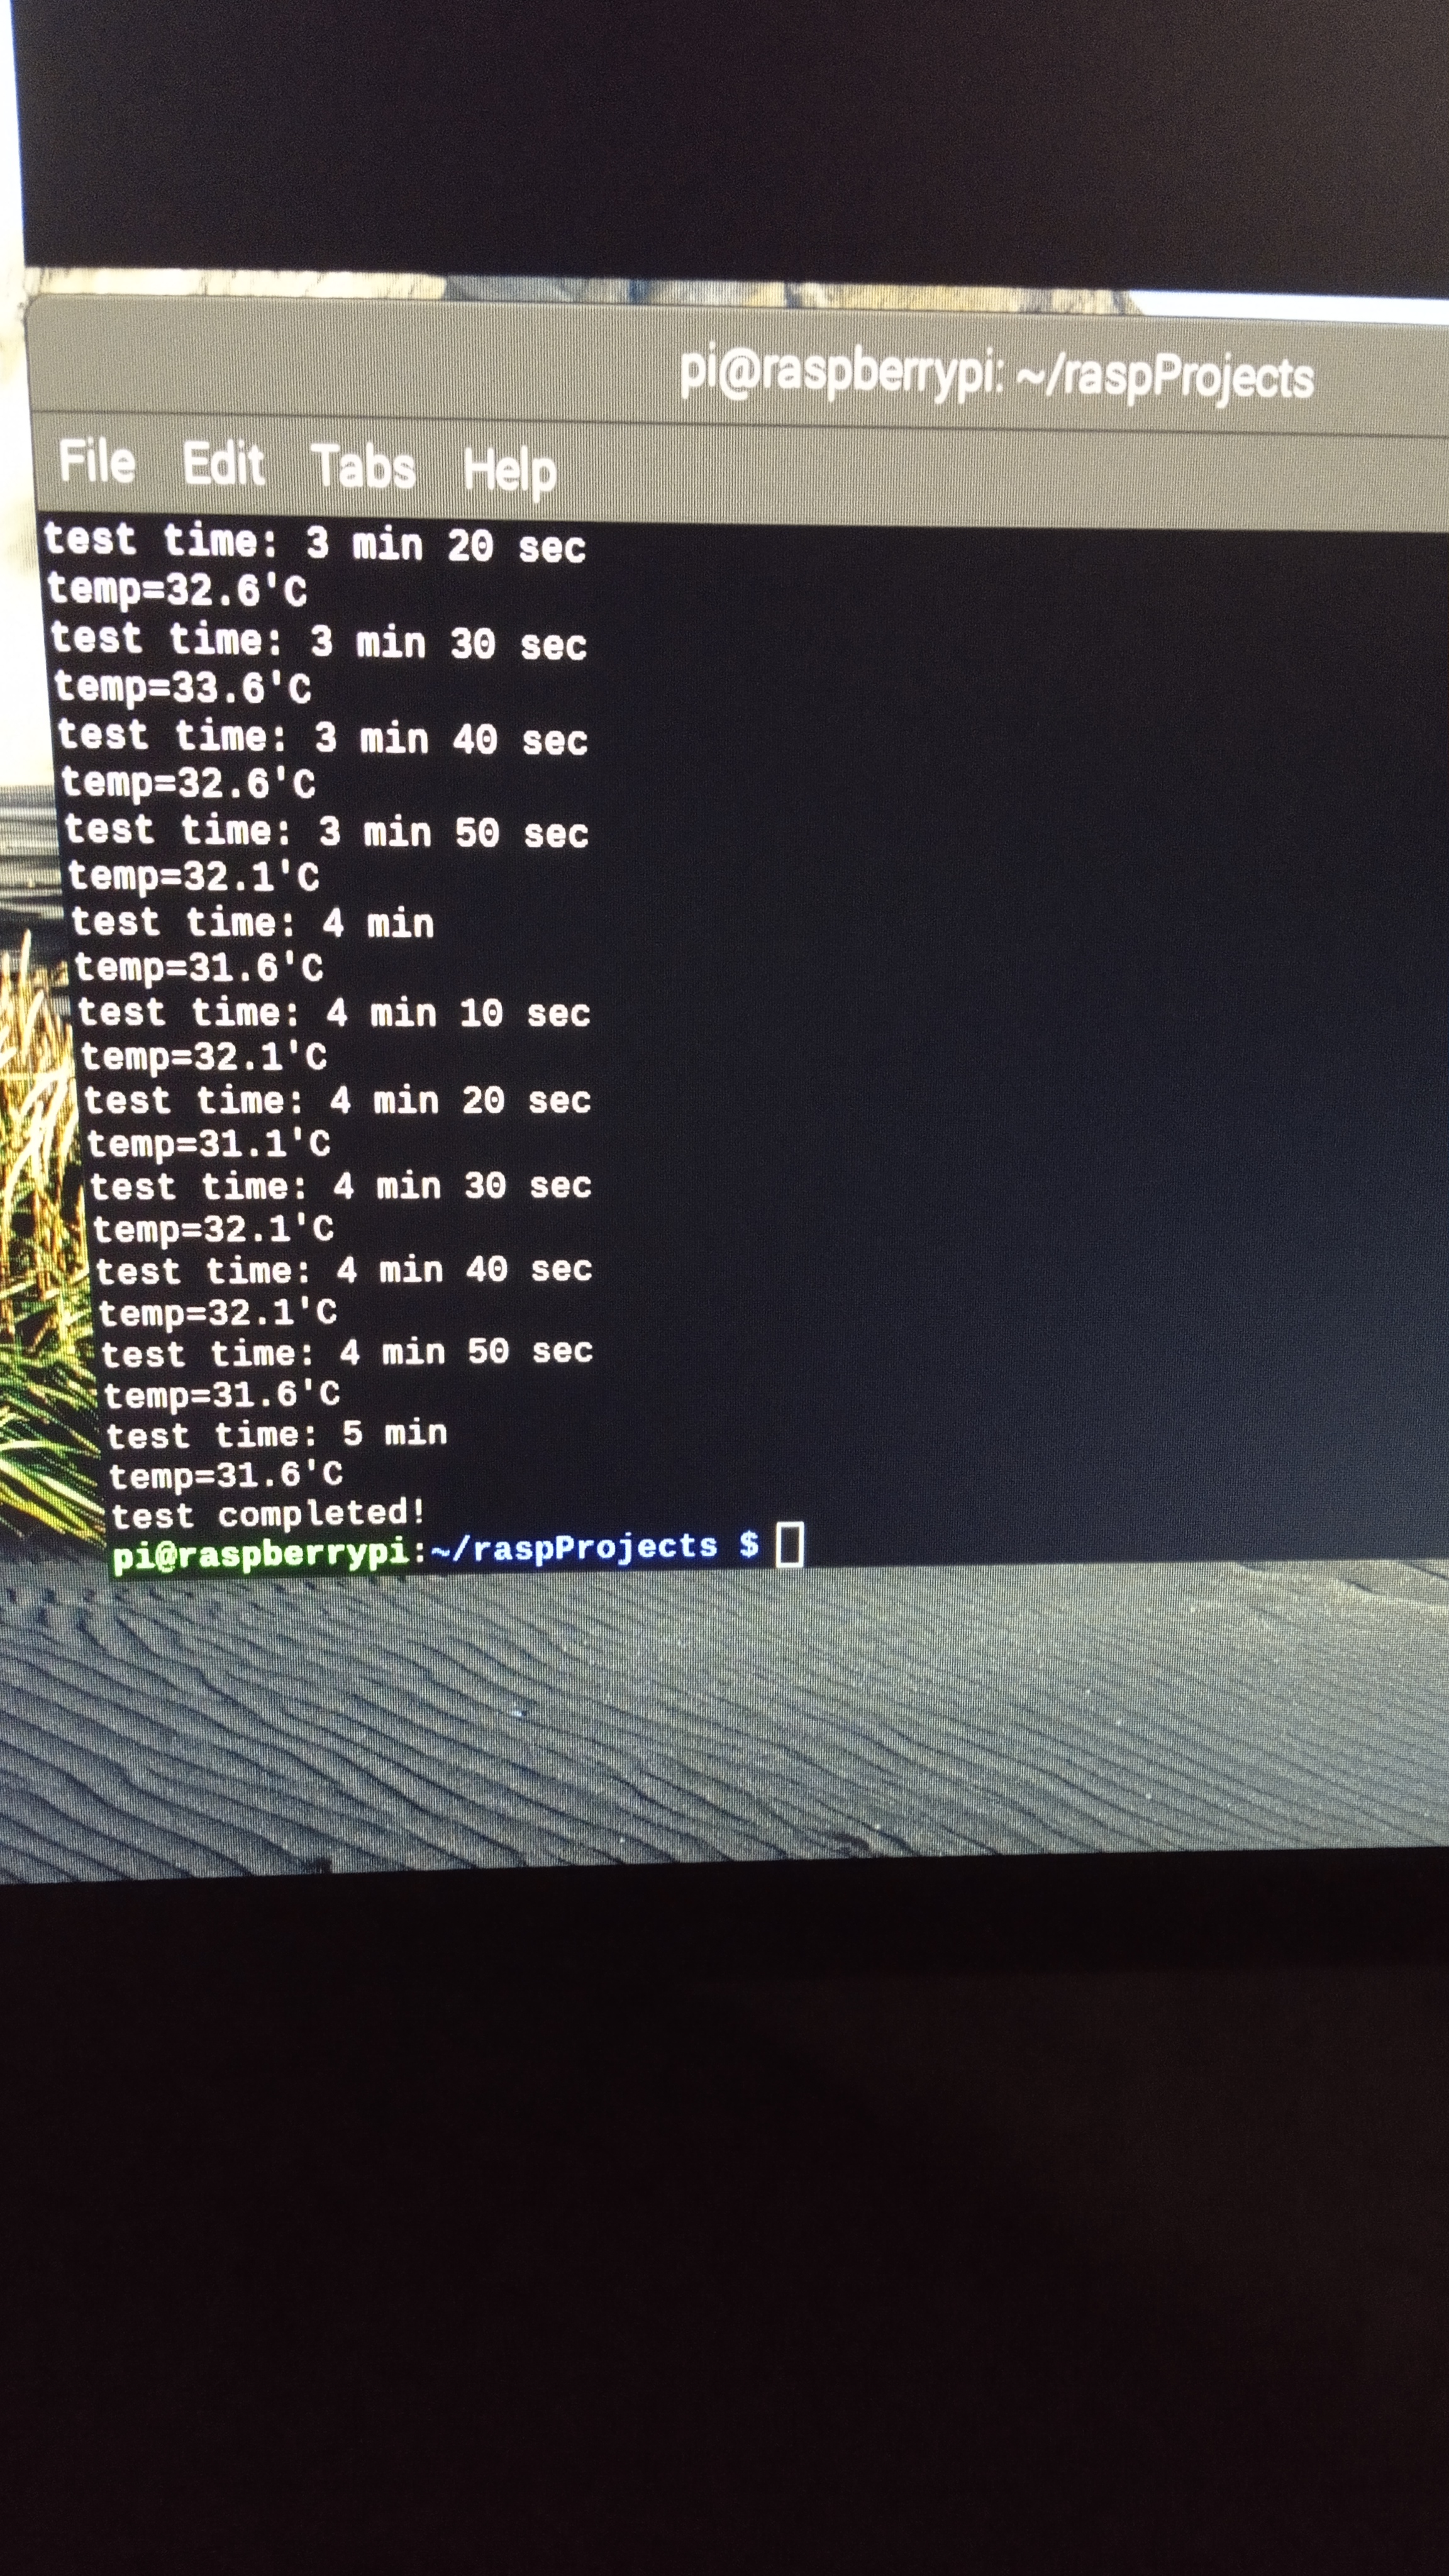 pi@raspberrypi: ~/raspProjects
File Edit Tabs Help
test time: 3 min 20 sec
temp=32.6'C
test time: 3 min 30 sec
temp=33.6'C
test time: 3 min 40 sec
temp=32.6'C
test time: 3 min 50 sec
temp=32.1'C
test time: 4 min
temp=31.6'C
test time: 4 min 10 sec
temp=32.1'C
test time: 4 min 20 sec
temp=31.1'C
test time: 4 min 30 sec
temp=32.1'C
test time: 4 min 40 sec
temp=32.1'C
test time: 4 min 50 sec
temp=31.6'C
test time: 5 min
temp=31.6'C
test completed!
pi@raspberrypi:~/raspProjects $